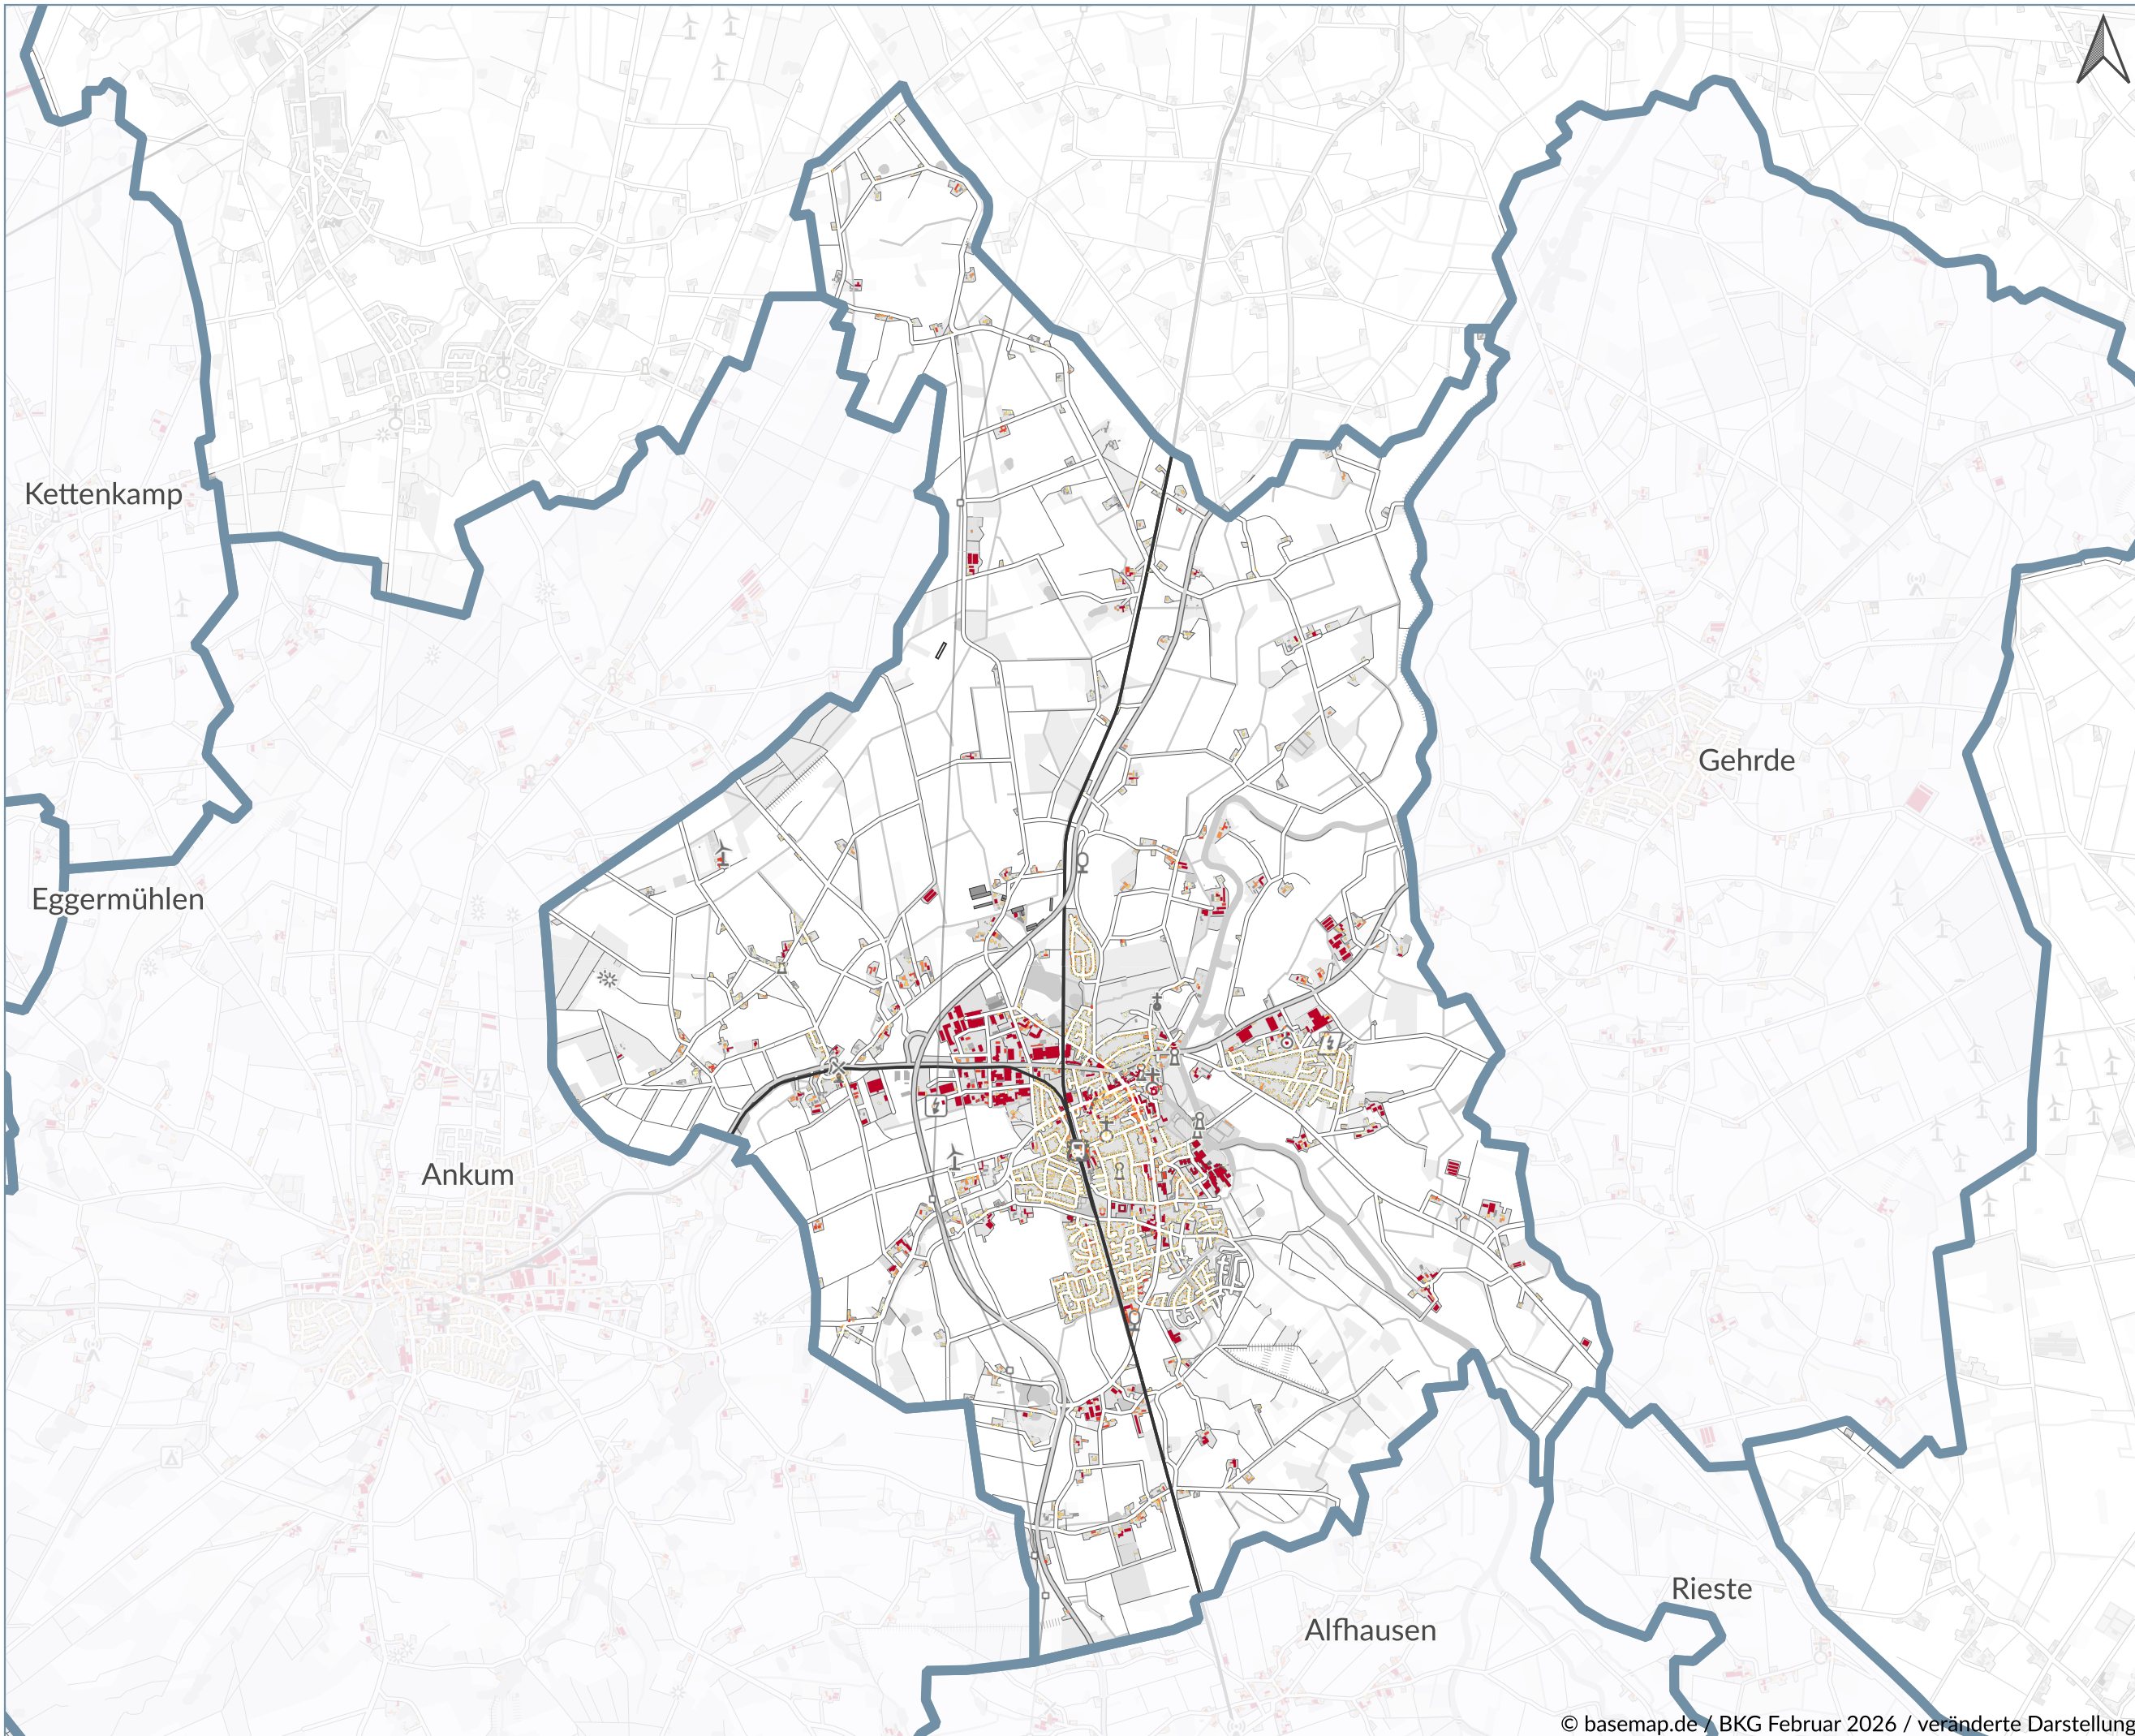 Kettenkamp
Gehrde
Eggermühlen
Ankum
Rieste
Alfhausen
© basemap.de / BKG Februar 2026 / veränderte Darstellung